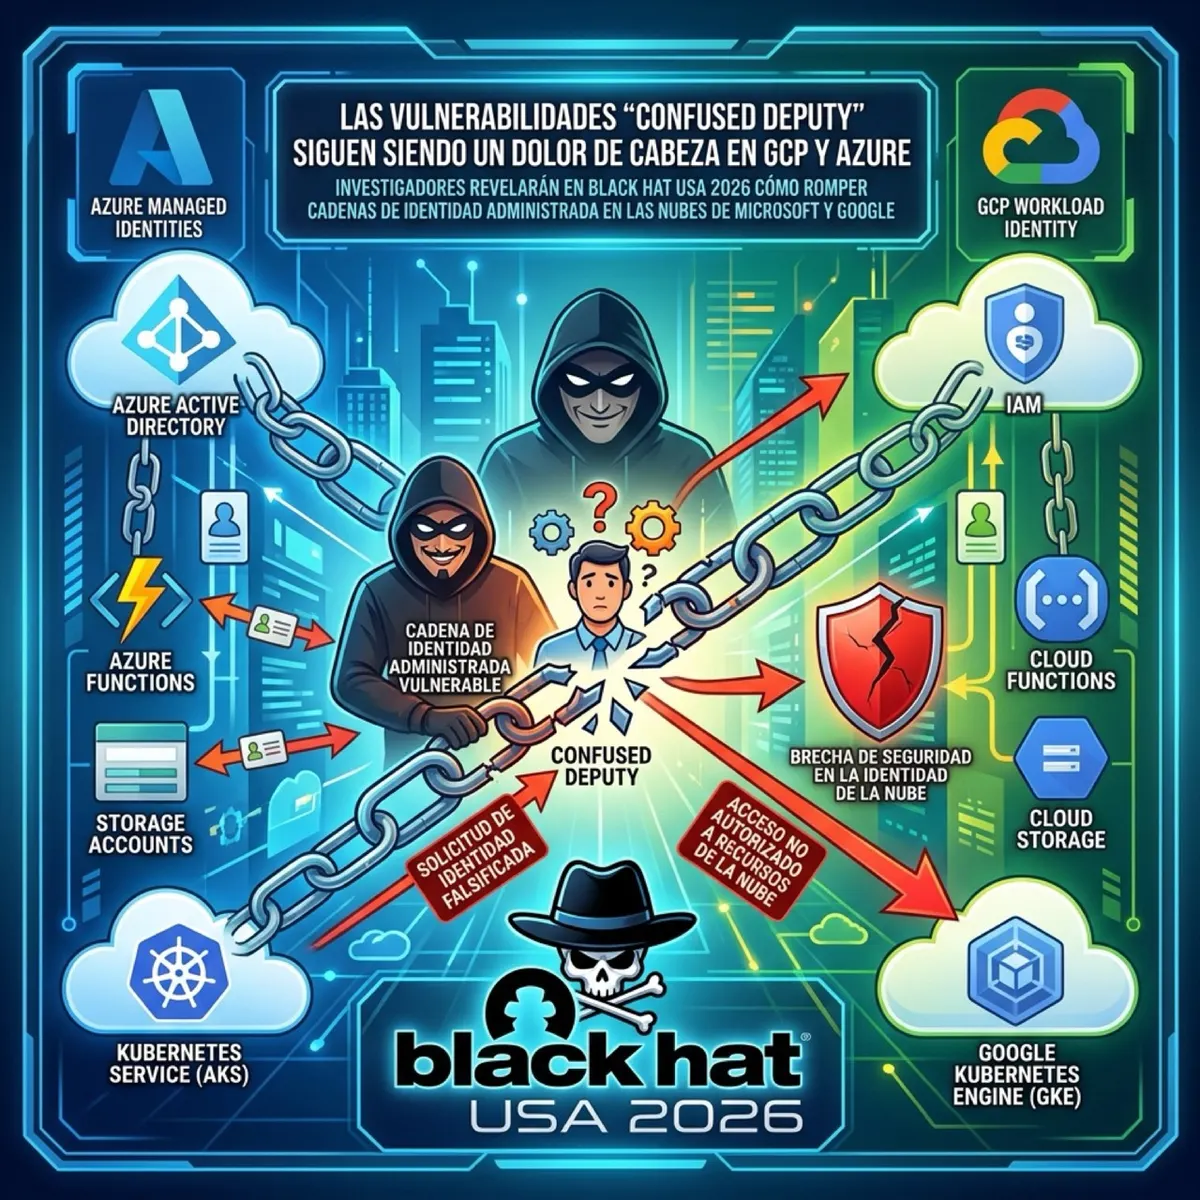 LAS VULNERABILIDADES “CONFUSED DEPUTY”
SIGUEN SIENDO UN DOLOR DE CABEZA EN GCP Y AZURE
INVESTIGADORES REVELARÁN EN BLACK HAT USA 2026 CÓMO ROMPER
CADENAS DE IDENTIDAD ADMINISTRADA EN LAS NUBES DE MICROSOFT Y GOOGLE
AZURE MANAGED
IDENTITIES
GCP WORKLOAD
IDENTITY
AZURE ACTIVE
DIRECTORY
IAM
?
?
CADENA DE
IDENTIDAD
ADMINISTRADA
VULNERABLE
AZURE
FUNCTIONS
CLOUD
FUNCTIONS
CONFUSED
DEPUTY
BRECHA DE SEGURIDAD
EN LA IDENTIDAD
DE LA NUBE
STORAGE
ACCOUNTS
CLOUD
STORAGE
SOLICITUD DE
IDENTIDAD
FALSIFICADA
ACCESO NO
AUTORIZADO
A RECURSOS
DE LA NUBE
KUBERNETES
SERVICE (AKS)
GOOGLE
KUBERNETES
ENGINE (GKE)
black hat®
USA 2026